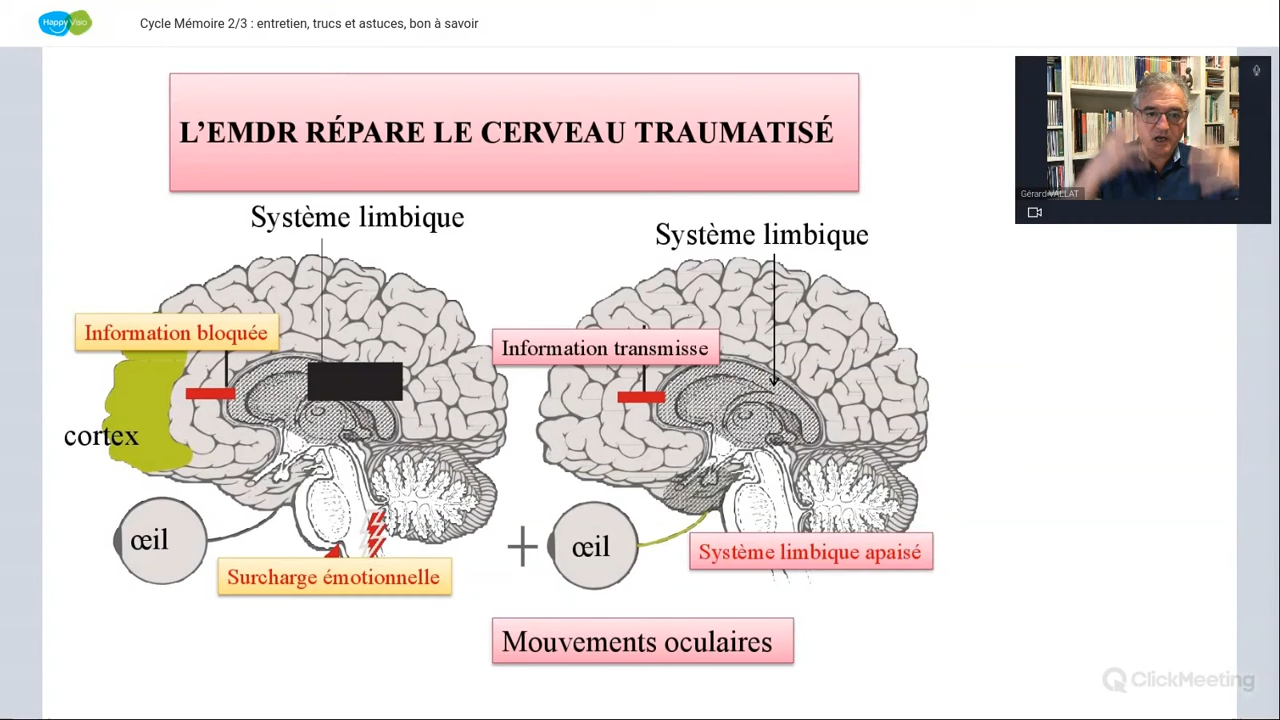 Happy Visio
Cycle Mémoire 2/3 : entretien, trucs et astuces, bon à savoir
L’EMDR RÉPARE LE CERVEAU TRAUMATISÉ
Gérard VALLAT
Système limbique
Système limbique
Information bloquée
Information transmisse
cortex
œil
+
œil
Système limbique apaisé
Surcharge émotionnelle
Mouvements oculaires
ClickMeeting